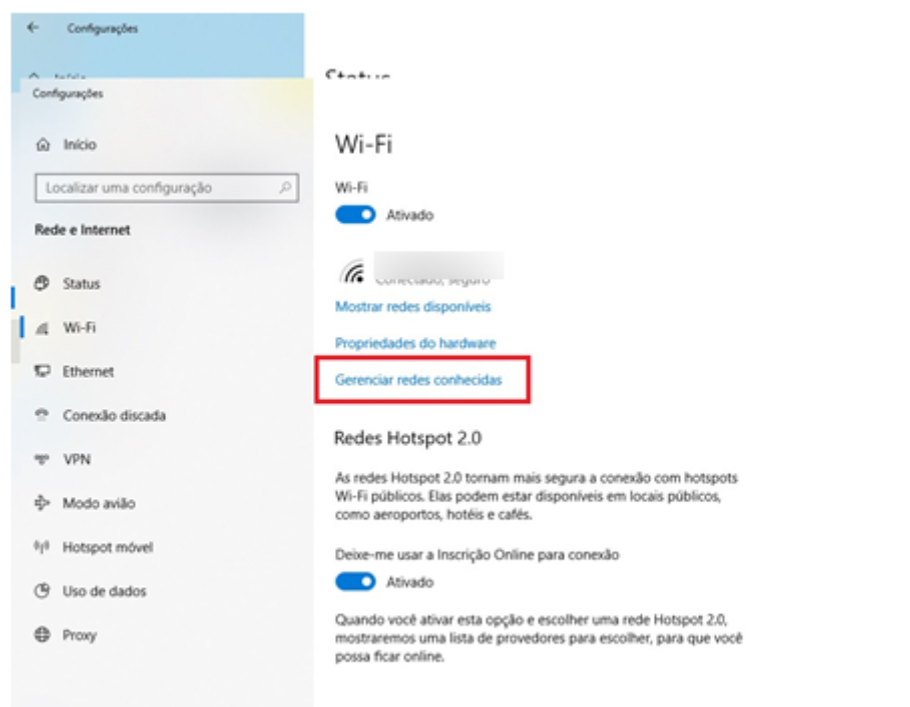 Configurações
Configurações
Início
Localizar uma configuração
Rede e Internet
Status
Wi-Fi
Ethernet
Conexão discada
VPN
Modo avião
Hotspot móvel
Uso de dados
Proxy
Wi-Fi
Wi-Fi
Ativado
Mostrar redes disponíveis
Propriedades do hardware
Gerenciar redes conhecidas
Redes Hotspot 2.0
As redes Hotspot 2.0 tornam mais segura a conexão com hotspots
Wi-Fi públicos. Elas podem estar disponíveis em locais públicos,
como aeroportos, hotéis e cafés.
Deixe-me usar a Inscrição Online para conexão
Ativado
Quando você ativar esta opção e escolher uma rede Hotspot 2.0,
mostraremos uma lista de provedores para escolher, para que você
possa ficar online.